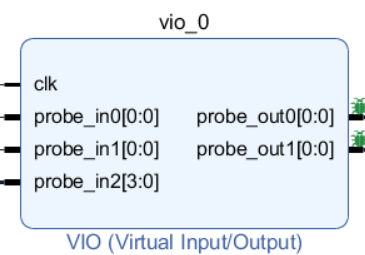 vio_0
clk
probe_in0[0:0] probe_out0[0:0]
probe_in1[0:0] probe_out1[0:0]
probe_in2[3:0]
VIO (Virtual Input/Output)